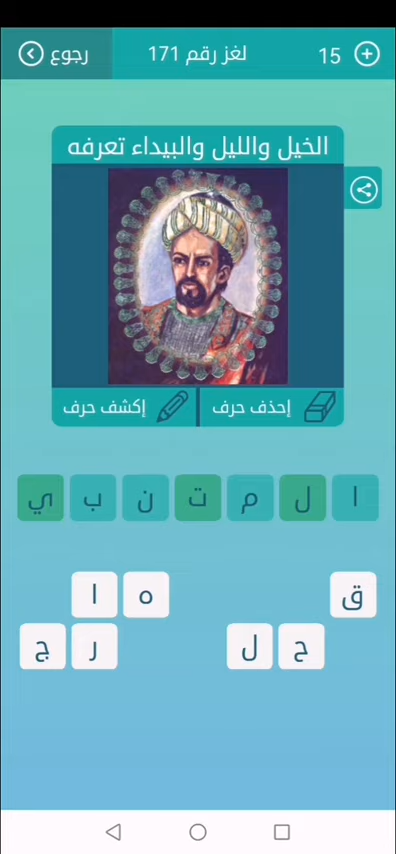 15 لغز رقم 171 رجوع
الخيل والليل والبيداء تعرفه
إحذف حرف إكشف حرف
ا ل م ت ن ب ي
ق ه ا
ح ل ر ج